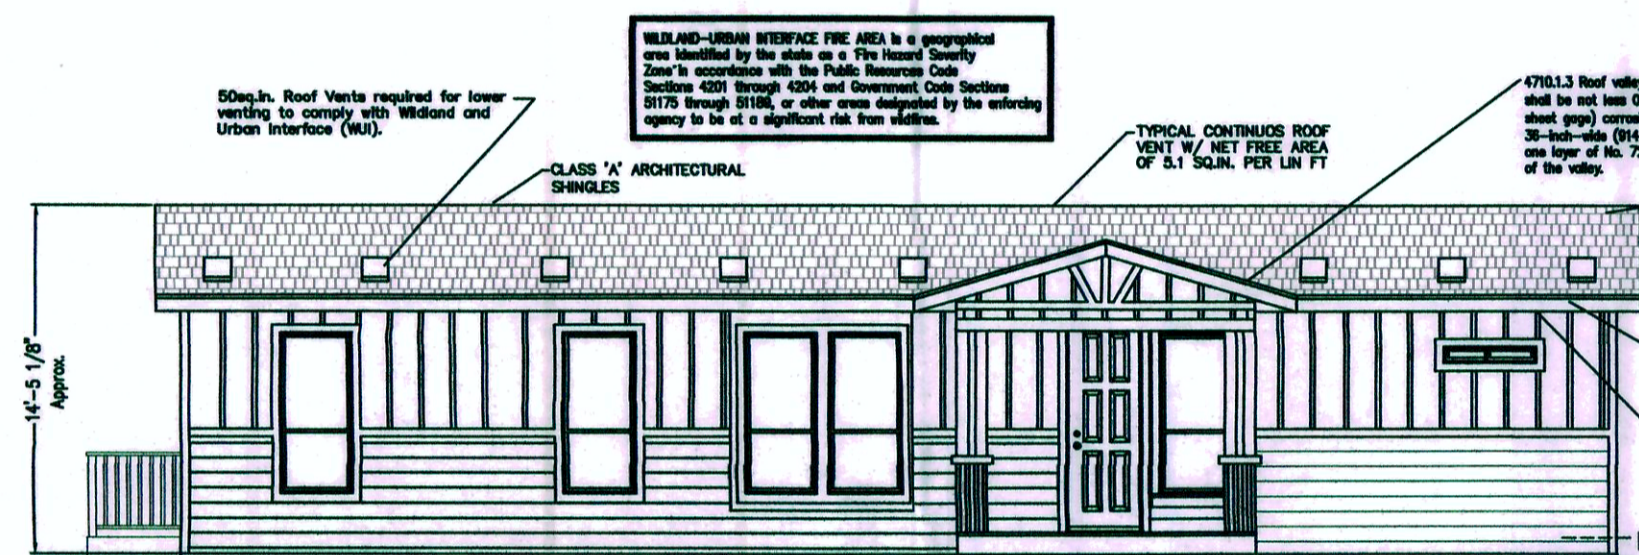 WILDLAND-URBAN INTERFACE FIRE AREA is a geographical
area identified by the state as a "Fire Hazard Severity
Zone" in accordance with the Public Resources Code
Sections 4201 through 4204 and Government Code Sections
51175 through 51189, or other areas designated by the enforcing
agency to be at a significant risk from wildfires.
50sq.in. Roof Vents required for lower
venting to comply with Wildland and
Urban Interface (WUI).
CLASS 'A' ARCHITECTURAL
SHINGLES
TYPICAL CONTINUOS ROOF
VENT W/ NET FREE AREA
OF 5.1 SQ.IN. PER LIN FT
4710.1.3 Roof valley
shall be not less 0
sheet gage) corros
36-inch-wide (914
one layer of No. 7
of the valley.
14'-5 1/8"
Approx.